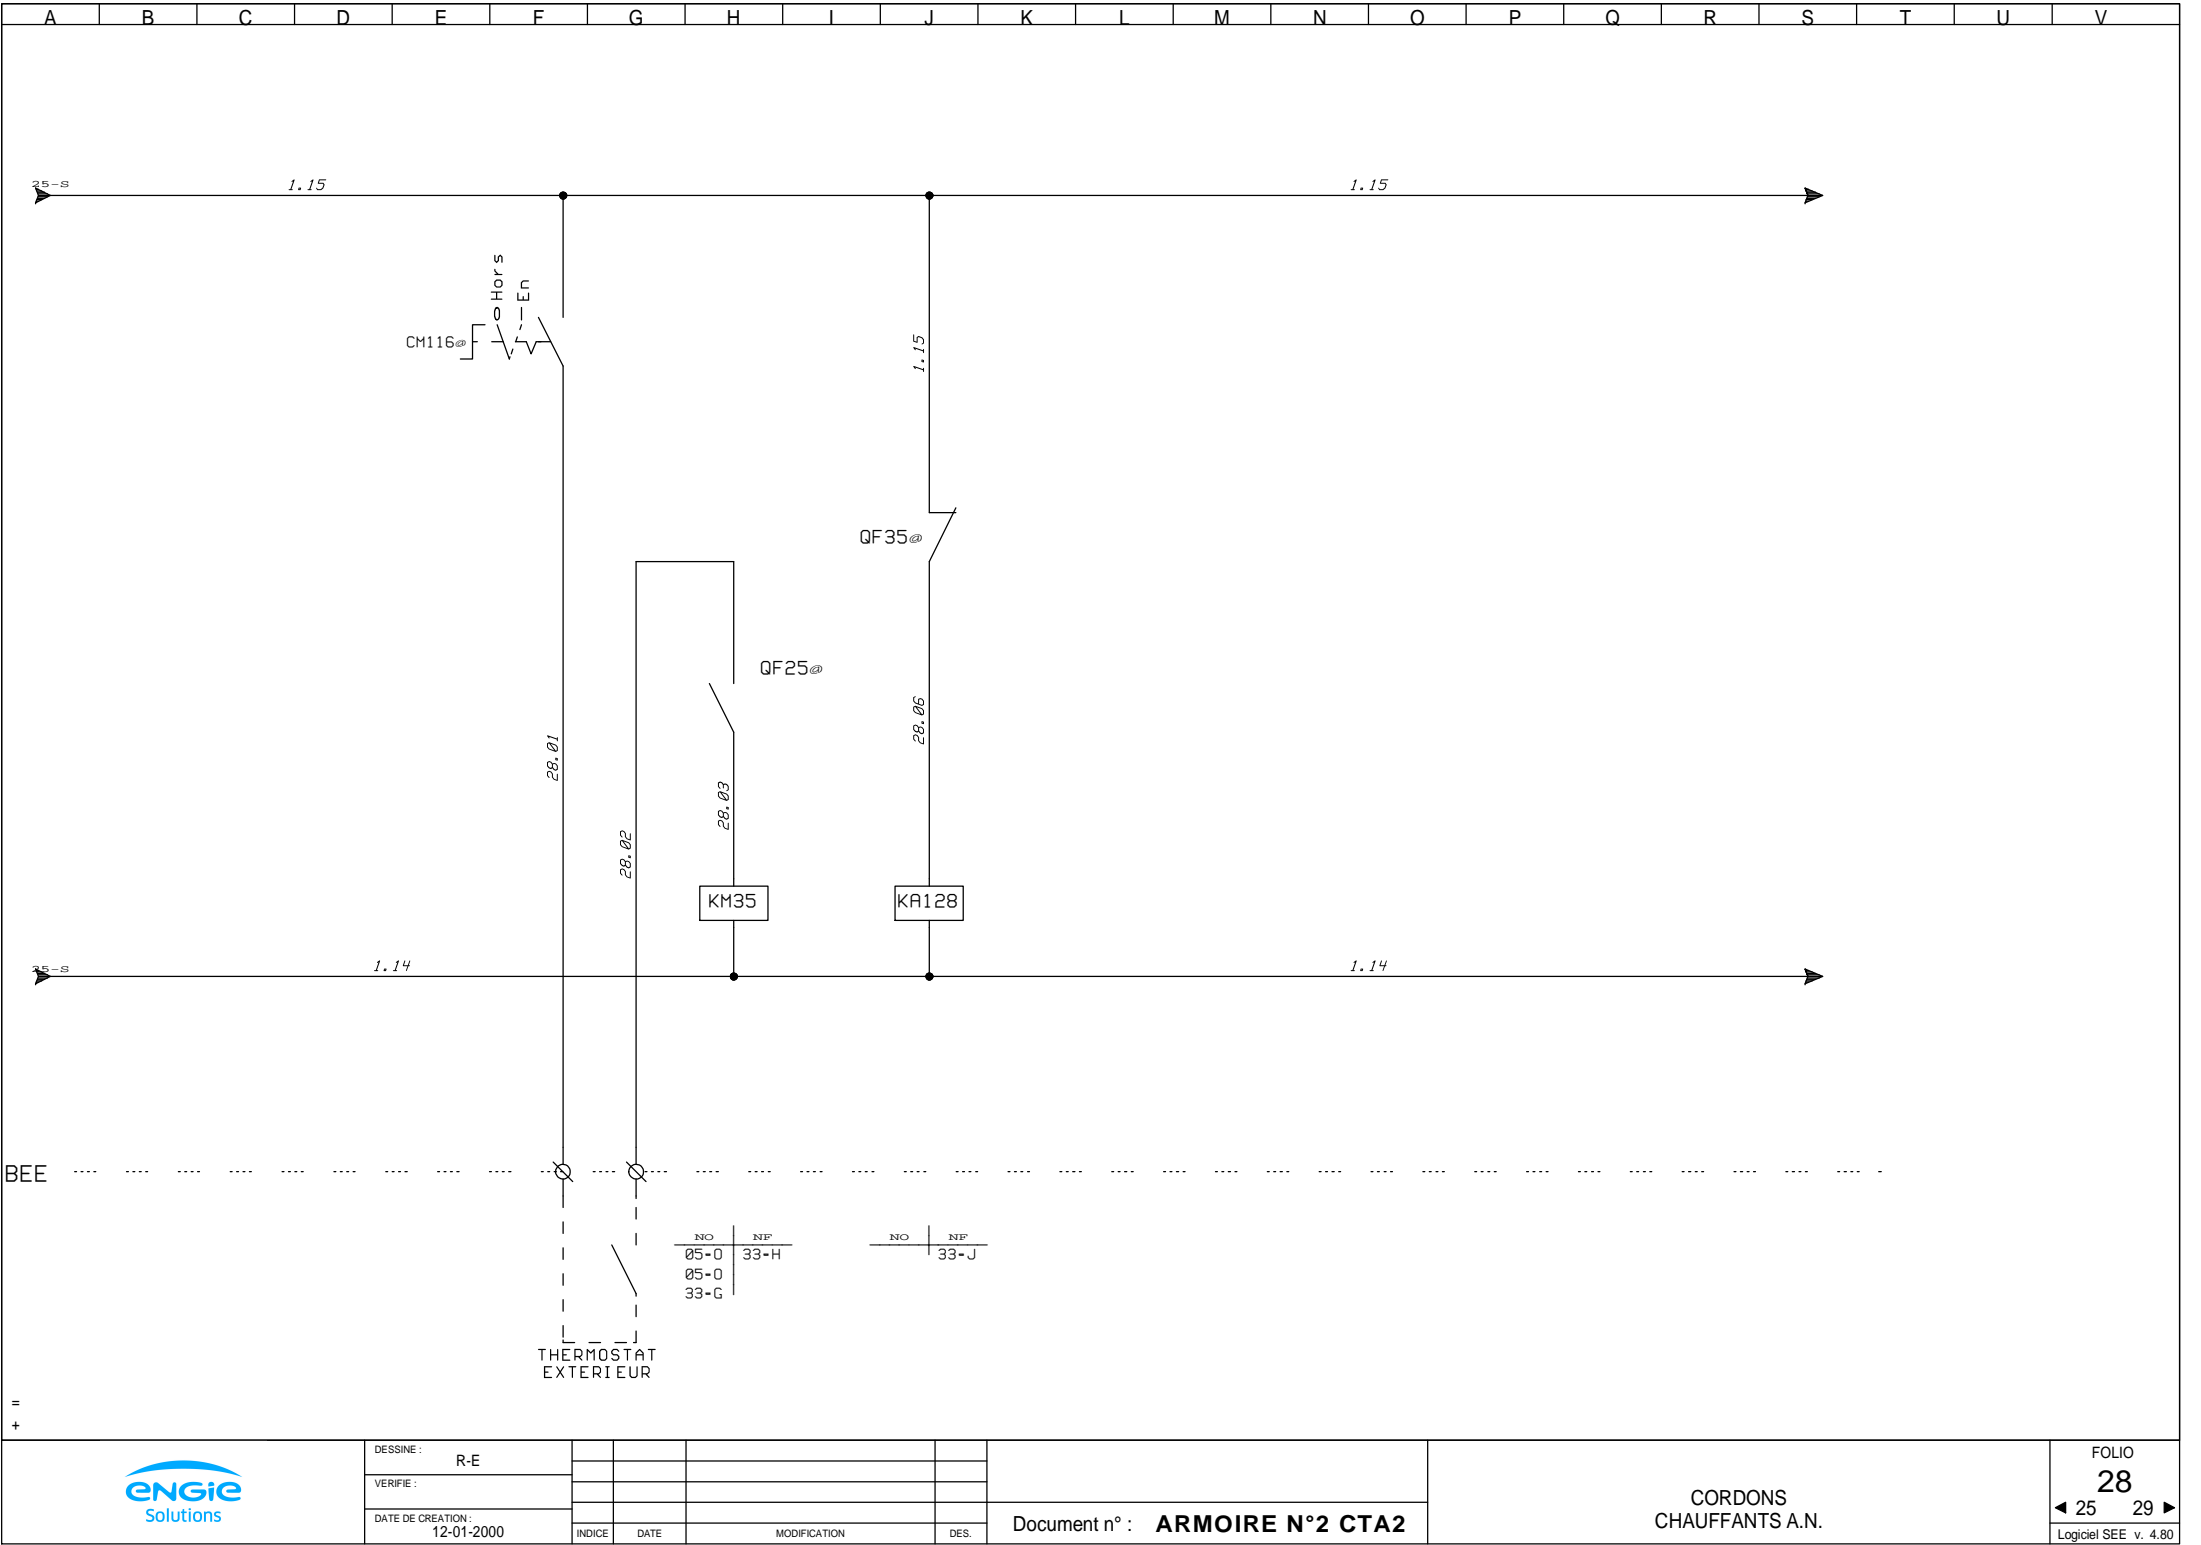 A B C D E F G H I J K L M N O P Q R S T U V
25-S
1.15
1.15
O Hors
I En
CM116@
1.15
QF35@
QF25@
28.01
28.02
28.03
28.06
KM35
KA128
25-S
1.14
1.14
BEE
NO NF
05-O 33-H
05-O
33-G
NO NF
33-J
THERMOSTAT
EXTERIEUR
=
+
ENGIE
Solutions
DESSINE :
R-E
VERIFIE :
DATE DE CREATION :
12-01-2000
INDICE DATE MODIFICATION DES.
Document n° : ARMOIRE N°2 CTA2
CORDONS
CHAUFFANTS A.N.
FOLIO
28
25 29
Logiciel SEE v. 4.80